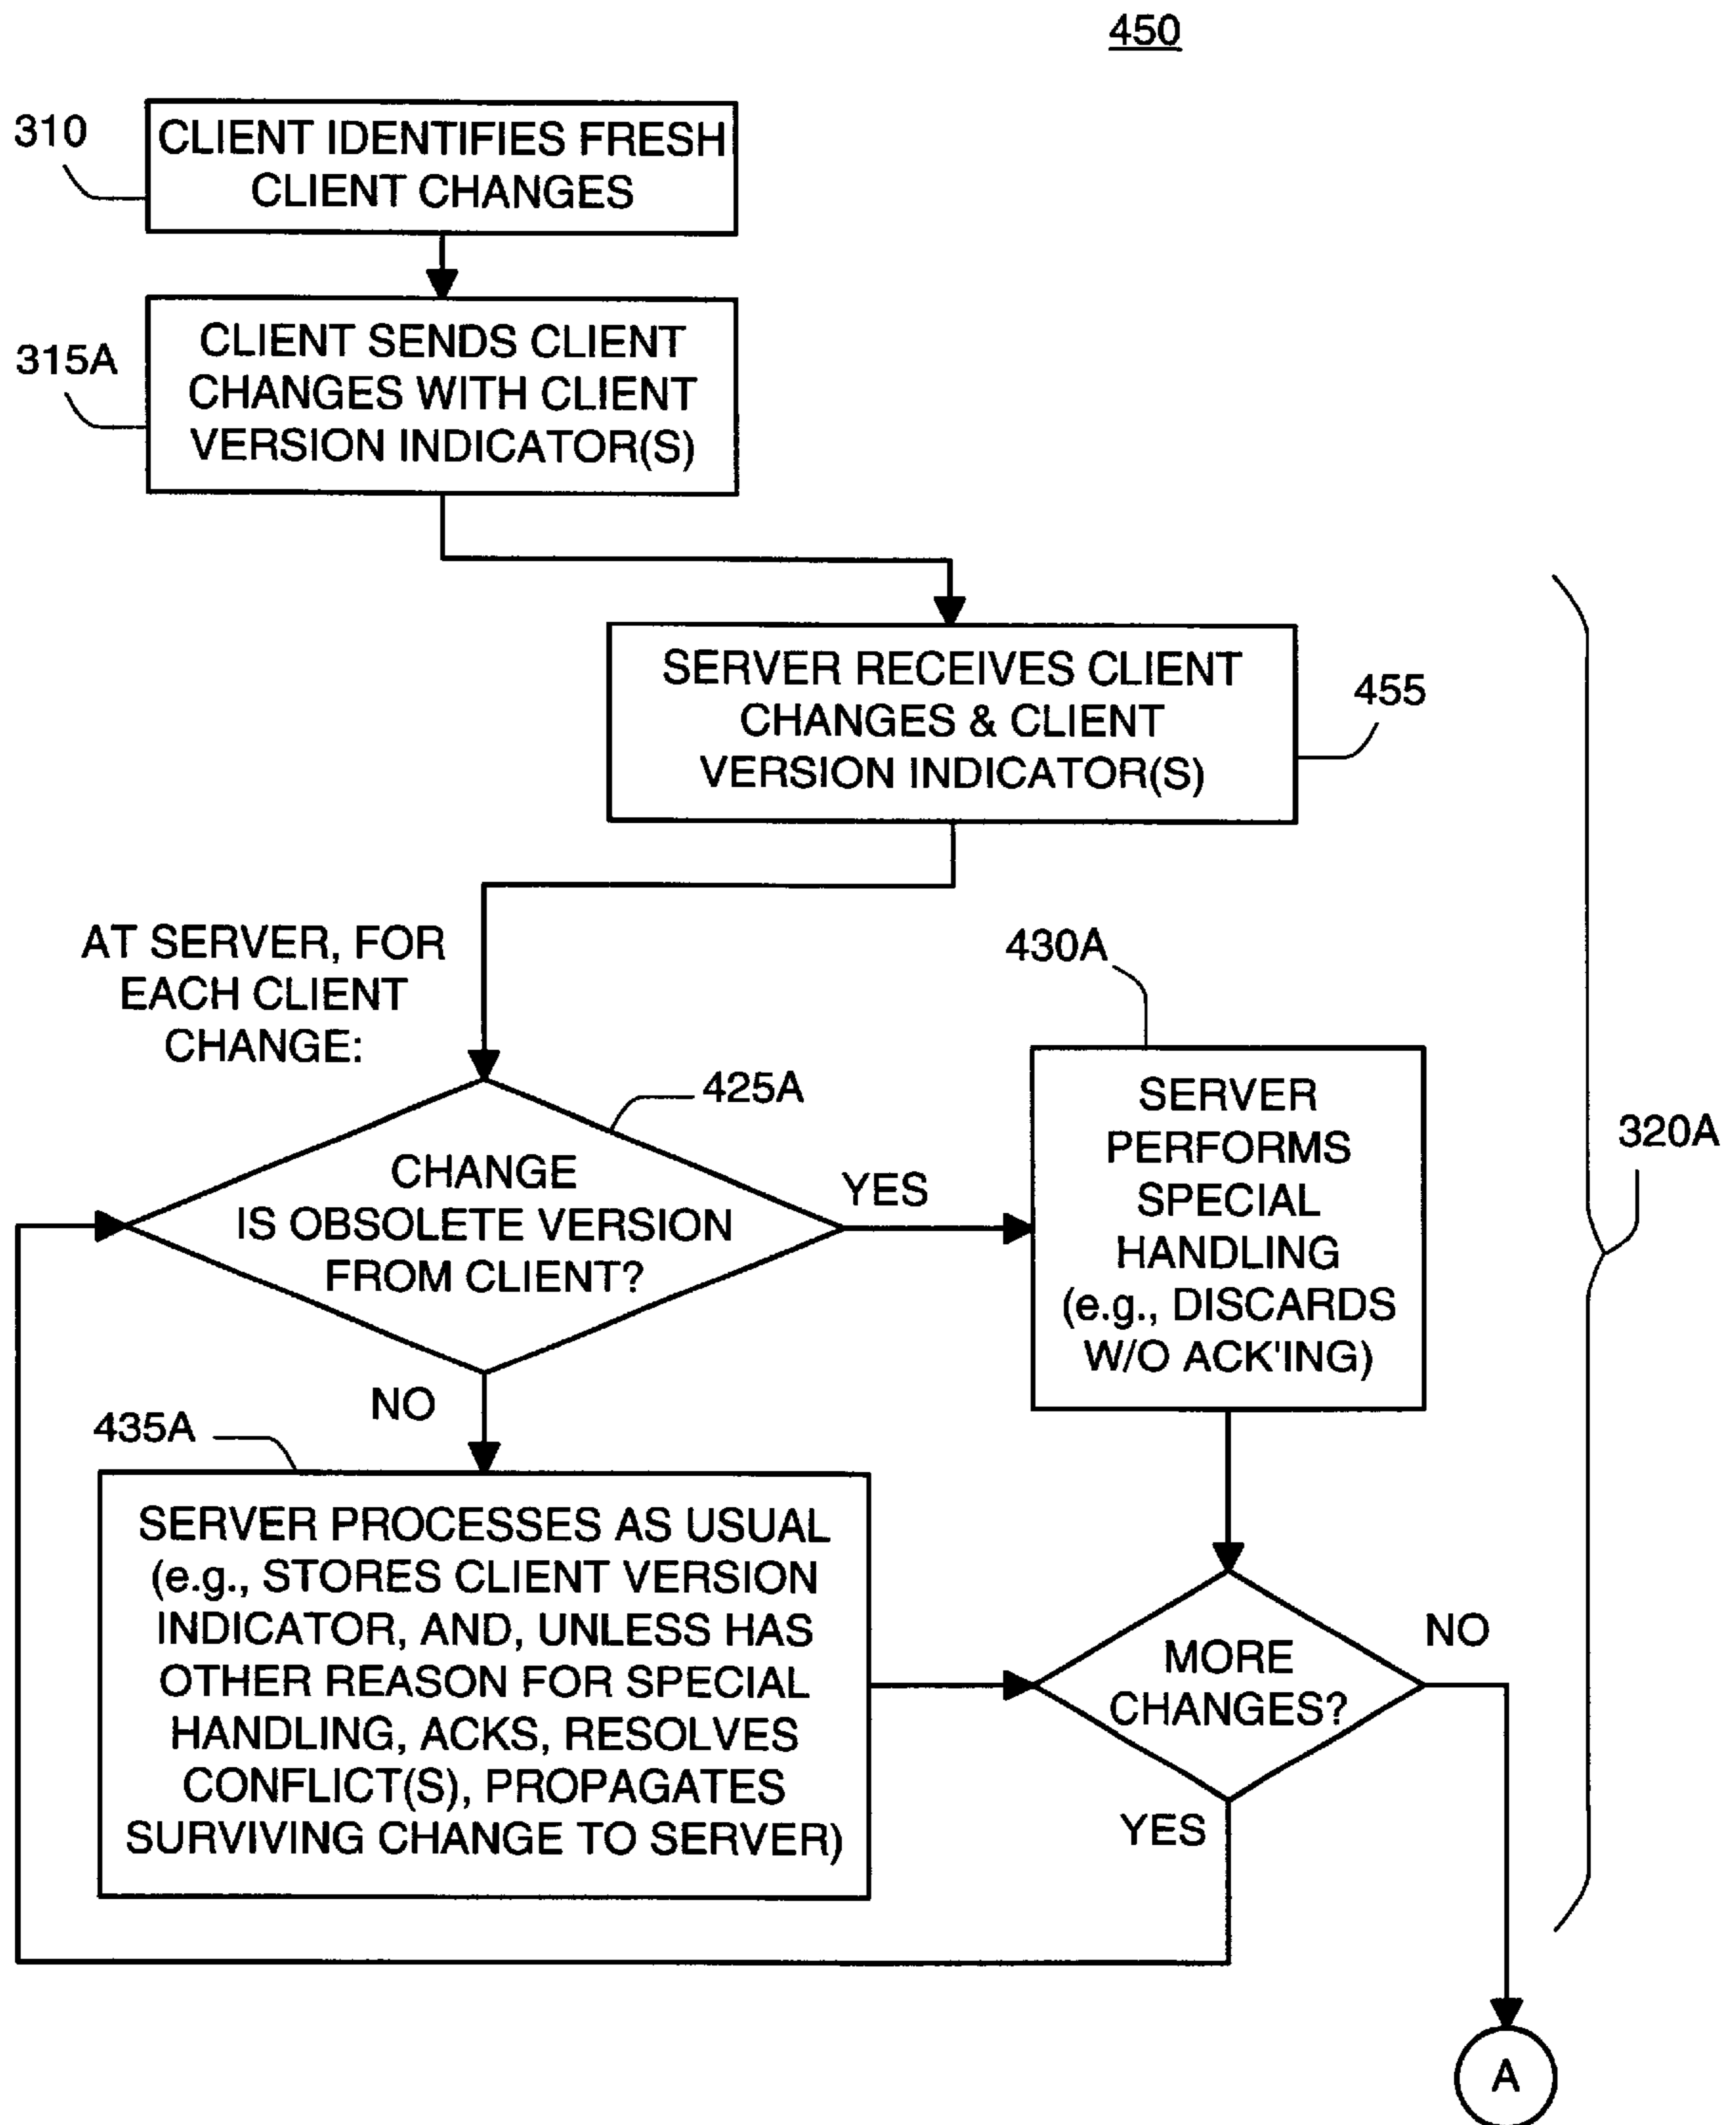 450
310
CLIENT IDENTIFIES FRESH
CLIENT CHANGES
315A
CLIENT SENDS CLIENT
CHANGES WITH CLIENT
VERSION INDICATOR(S)
SERVER RECEIVES CLIENT
CHANGES & CLIENT
VERSION INDICATOR(S)
455
AT SERVER, FOR
EACH CLIENT
CHANGE:
430A
425A
CHANGE
IS OBSOLETE VERSION
FROM CLIENT?
YES
SERVER
PERFORMS
SPECIAL
HANDLING
(e.g., DISCARDS
W/O ACK'ING)
320A
NO
435A
SERVER PROCESSES AS USUAL
(e.g., STORES CLIENT VERSION
INDICATOR, AND, UNLESS HAS
OTHER REASON FOR SPECIAL
HANDLING, ACKS, RESOLVES
CONFLICT(S), PROPAGATES
SURVIVING CHANGE TO SERVER)
MORE
CHANGES?
NO
YES
A